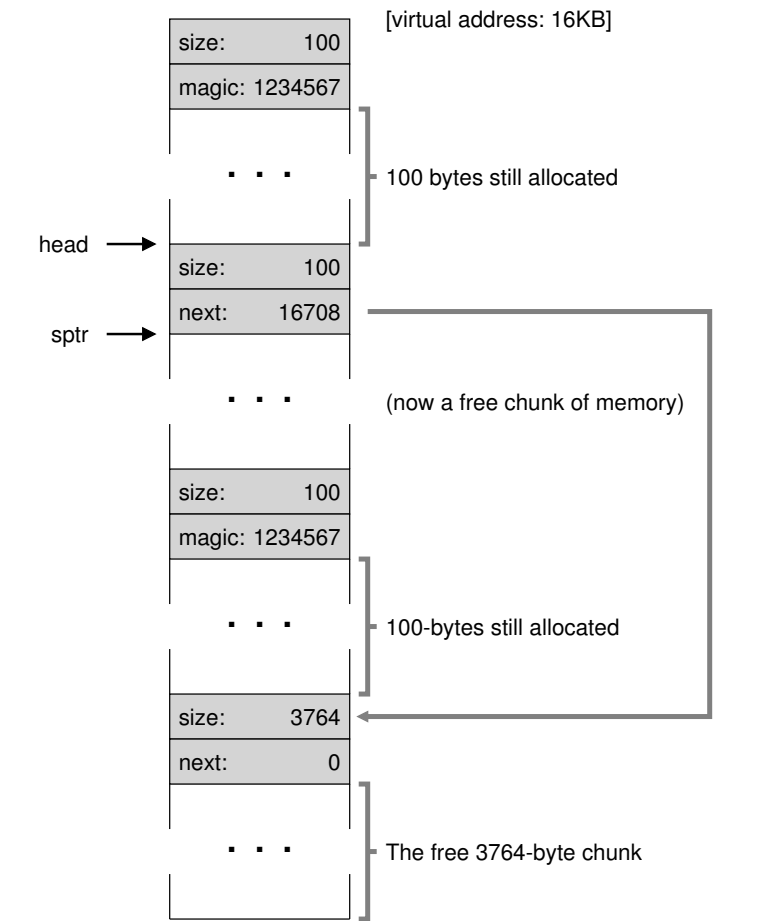 [virtual address: 16KB]
size: 100
magic: 1234567
. . .
100 bytes still allocated
head
size: 100
next: 16708
sptr
. . .
(now a free chunk of memory)
size: 100
magic: 1234567
. . .
100-bytes still allocated
size: 3764
next: 0
. . .
The free 3764-byte chunk